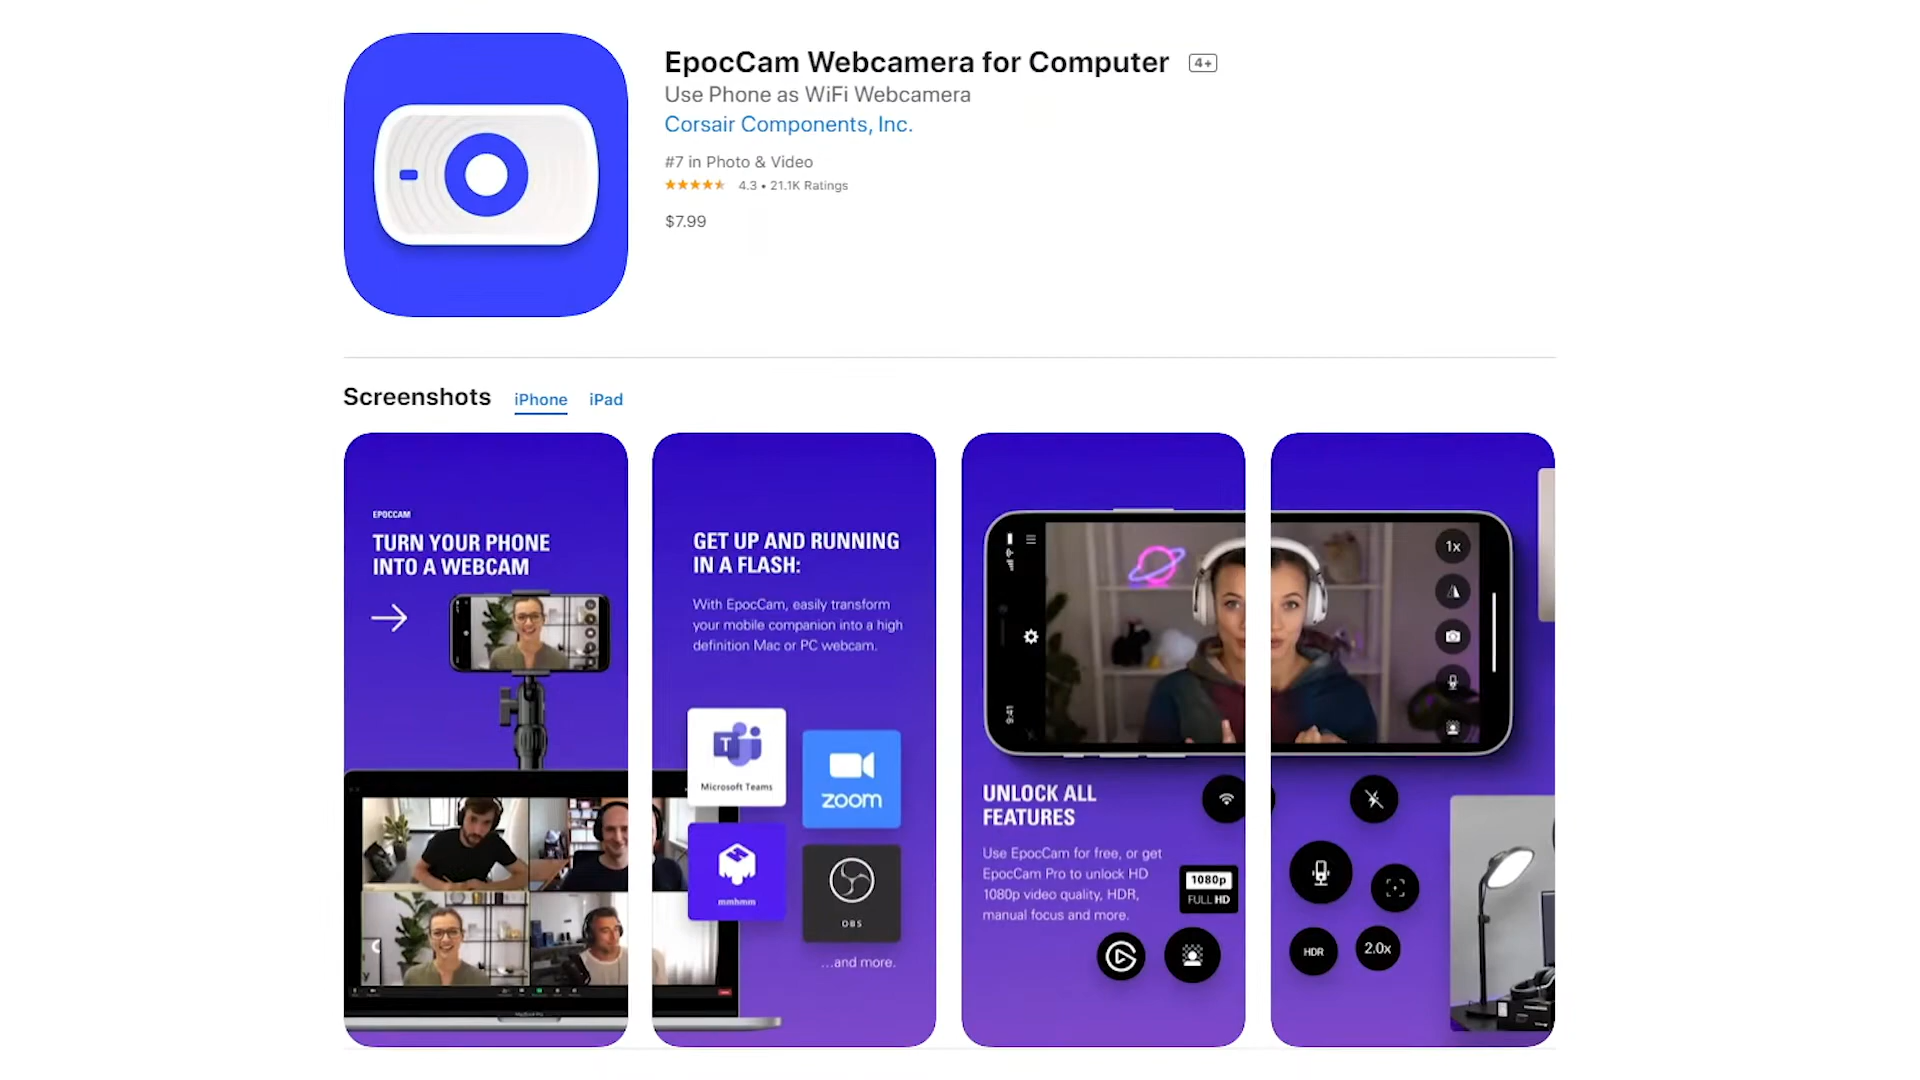 EpocCam Webcamera for Computer 4+
Use Phone as WiFi Webcamera
Corsair Components, Inc.
#7 in Photo & Video
4.3 • 21.1K Ratings
$7.99
Screenshots iPhone iPad
EPOCCAM
TURN YOUR PHONE
INTO A WEBCAM
GET UP AND RUNNING
IN A FLASH:
With EpocCam, easily transform
your mobile companion into a high
definition Mac or PC webcam.
Microsoft Teams
zoom
mmhmm
OBS
...and more.
9:41
1x
UNLOCK ALL
FEATURES
Use EpocCam for free, or get
EpocCam Pro to unlock HD
1080p video quality, HDR,
manual focus and more.
1080p
FULL HD
HDR
2.0x